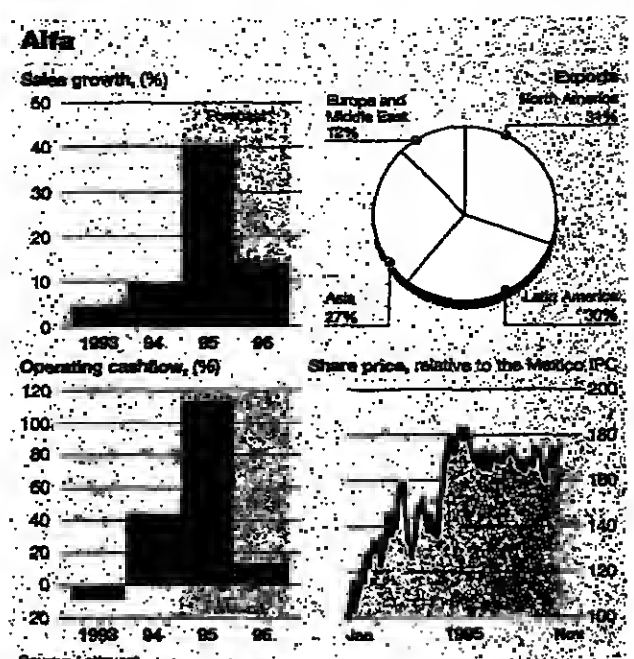 Alfa
Sales growth, (%)
50
40
30
20
10
0
Forecast
1993 94 95 96
Exports
Europe and
Middle East
12%
North America
31%
Asia
27%
Latin America
30%
Operating cashflow, (%)
120
100
80
60
40
20
0
20
1993 94 95 96
Share price, relative to the Mexico IPC
200
180
160
140
120
100
Jan 1995 Nov